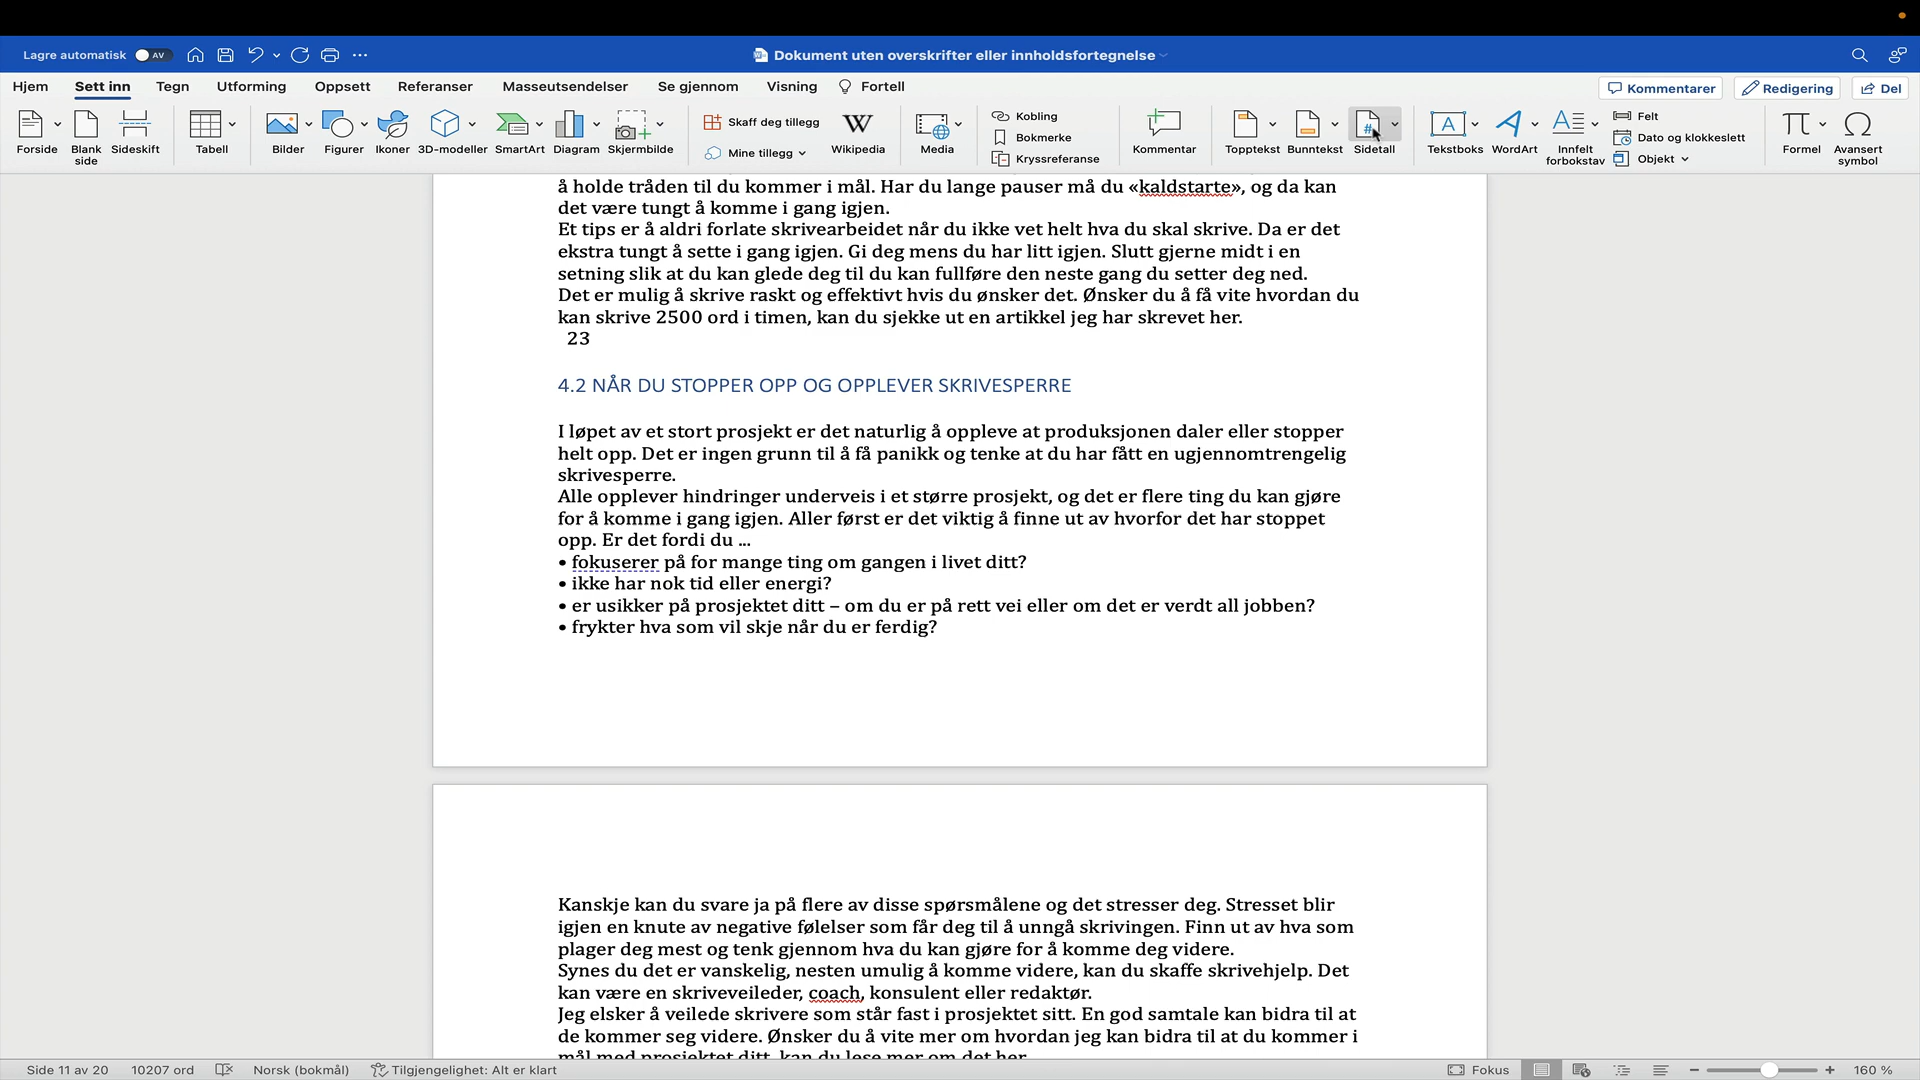 Lagre automatisk AV
Dokument uten overskrifter eller innholdsfortegnelse
Hjem Sett inn Tegn Utforming Oppsett Referanser Masseutsendelser Se gjennom Visning Fortell
Kommentarer Redigering Del
Forside
Blank side
Sideskift
Tabell
Bilder
Figurer
Ikoner
3D-modeller
SmartArt
Diagram
Skjermbilde
Skaff deg tillegg
Mine tillegg
Wikipedia
Media
Kobling
Bokmerke
Kryssreferanse
Kommentar
Topptekst
Bunntekst
Sidetall
Tekstboks
WordArt
Innfelt forbokstav
Felt
Dato og klokkeslett
Objekt
Formel
Avansert symbol
å holde tråden til du kommer i mål. Har du lange pauser må du «kaldstarte», og da kan
det være tungt å komme i gang igjen.
Et tips er å aldri forlate skrivearbeidet når du ikke vet helt hva du skal skrive. Da er det
ekstra tungt å sette i gang igjen. Gi deg mens du har litt igjen. Slutt gjerne midt i en
setning slik at du kan glede deg til du kan fullføre den neste gang du setter deg ned.
Det er mulig å skrive raskt og effektivt hvis du ønsker det. Ønsker du å få vite hvordan du
kan skrive 2500 ord i timen, kan du sjekke ut en artikkel jeg har skrevet her.
23
4.2 NÅR DU STOPPER OPP OG OPPLEVER SKRIVESPERRE
I løpet av et stort prosjekt er det naturlig å oppleve at produksjonen daler eller stopper
helt opp. Det er ingen grunn til å få panikk og tenke at du har fått en ugjennomtrengelig
skrivesperre.
Alle opplever hindringer underveis i et større prosjekt, og det er flere ting du kan gjøre
for å komme i gang igjen. Aller først er det viktig å finne ut av hvorfor det har stoppet
opp. Er det fordi du ...
• fokuserer på for mange ting om gangen i livet ditt?
• ikke har nok tid eller energi?
• er usikker på prosjektet ditt – om du er på rett vei eller om det er verdt all jobben?
• frykter hva som vil skje når du er ferdig?
Kanskje kan du svare ja på flere av disse spørsmålene og det stresser deg. Stresset blir
igjen en knute av negative følelser som får deg til å unngå skrivingen. Finn ut av hva som
plager deg mest og tenk gjennom hva du kan gjøre for å komme deg videre.
Synes du det er vanskelig, nesten umulig å komme videre, kan du skaffe skrivehjelp. Det
kan være en skriveveileder, coach, konsulent eller redaktør.
Jeg elsker å veilede skrivere som står fast i prosjektet sitt. En god samtale kan bidra til at
de kommer seg videre. Ønsker du å vite mer om hvordan jeg kan bidra til at du kommer i
mål med prosjektet ditt, kan du lese mer om det her.
Side 11 av 20 10207 ord Norsk (bokmål) Tilgjengelighet: Alt er klart Fokus 160 %